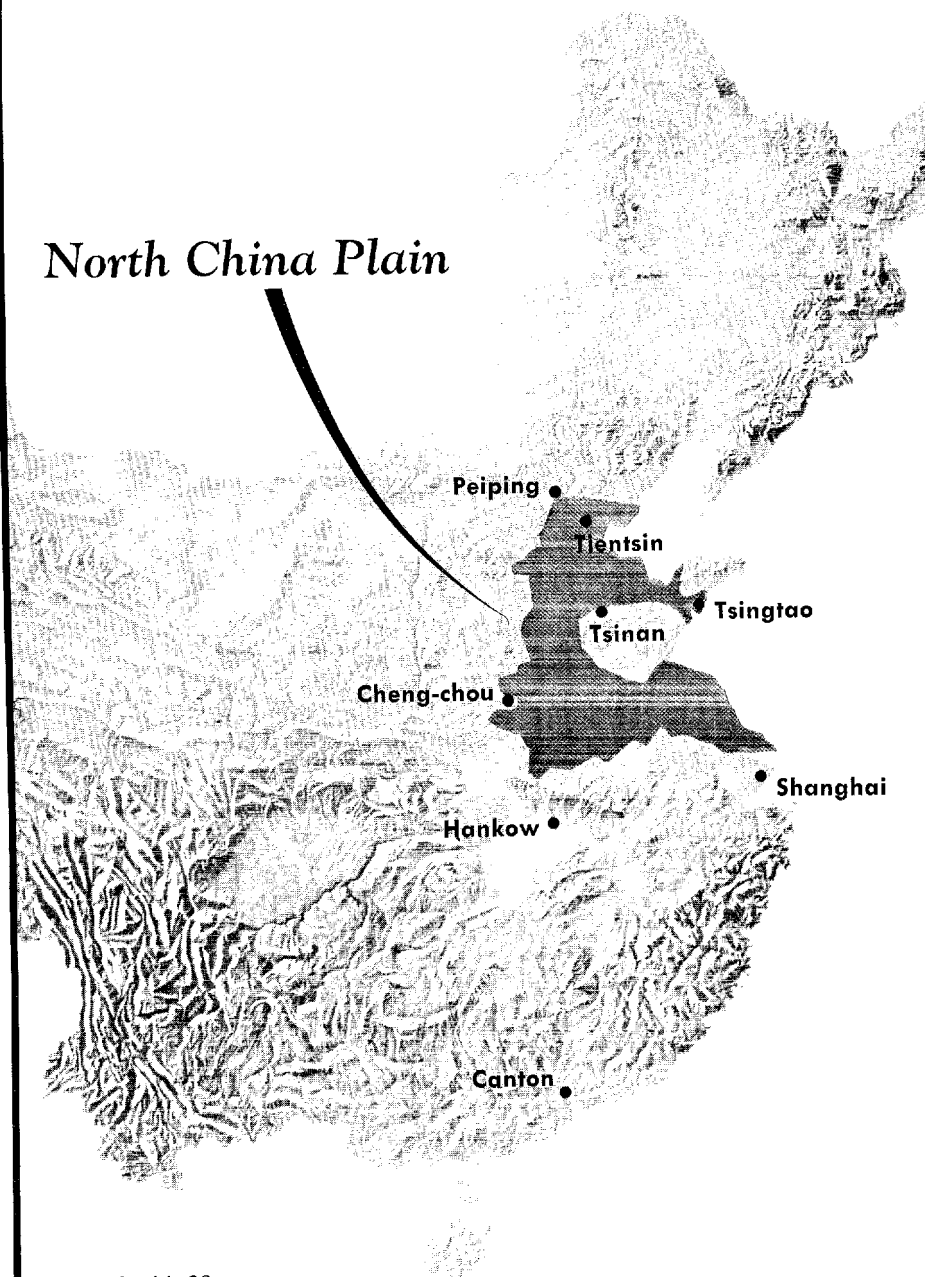 North China Plain
Peiping
Tientsin
Tsingtao
Tsinan
Cheng-chou
Shanghai
Hankow
Canton